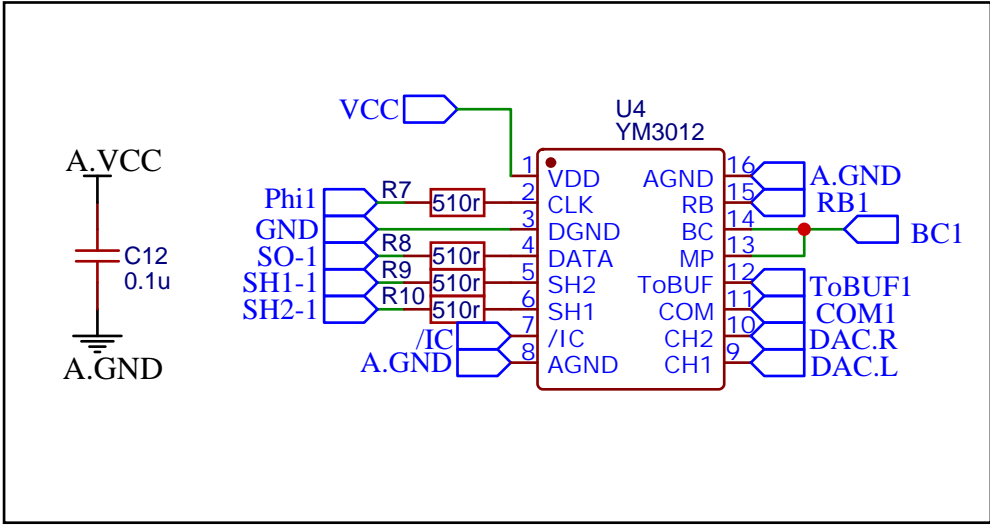 U4
YM3012
VCC
A.VCC
C12
0.1u
A.GND
1 VDD AGND 16 A.GND
Phi1 R7 510r 2 CLK RB 15 RB1
GND 3 DGND BC 14 BC1
SO-1 R8 510r 4 DATA MP 13
SH1-1 R9 510r 5 SH2 ToBUF 12 ToBUF1
SH2-1 R10 510r 6 SH1 COM 11 COM1
/IC 7 /IC CH2 10 DAC.R
A.GND 8 AGND CH1 9 DAC.L